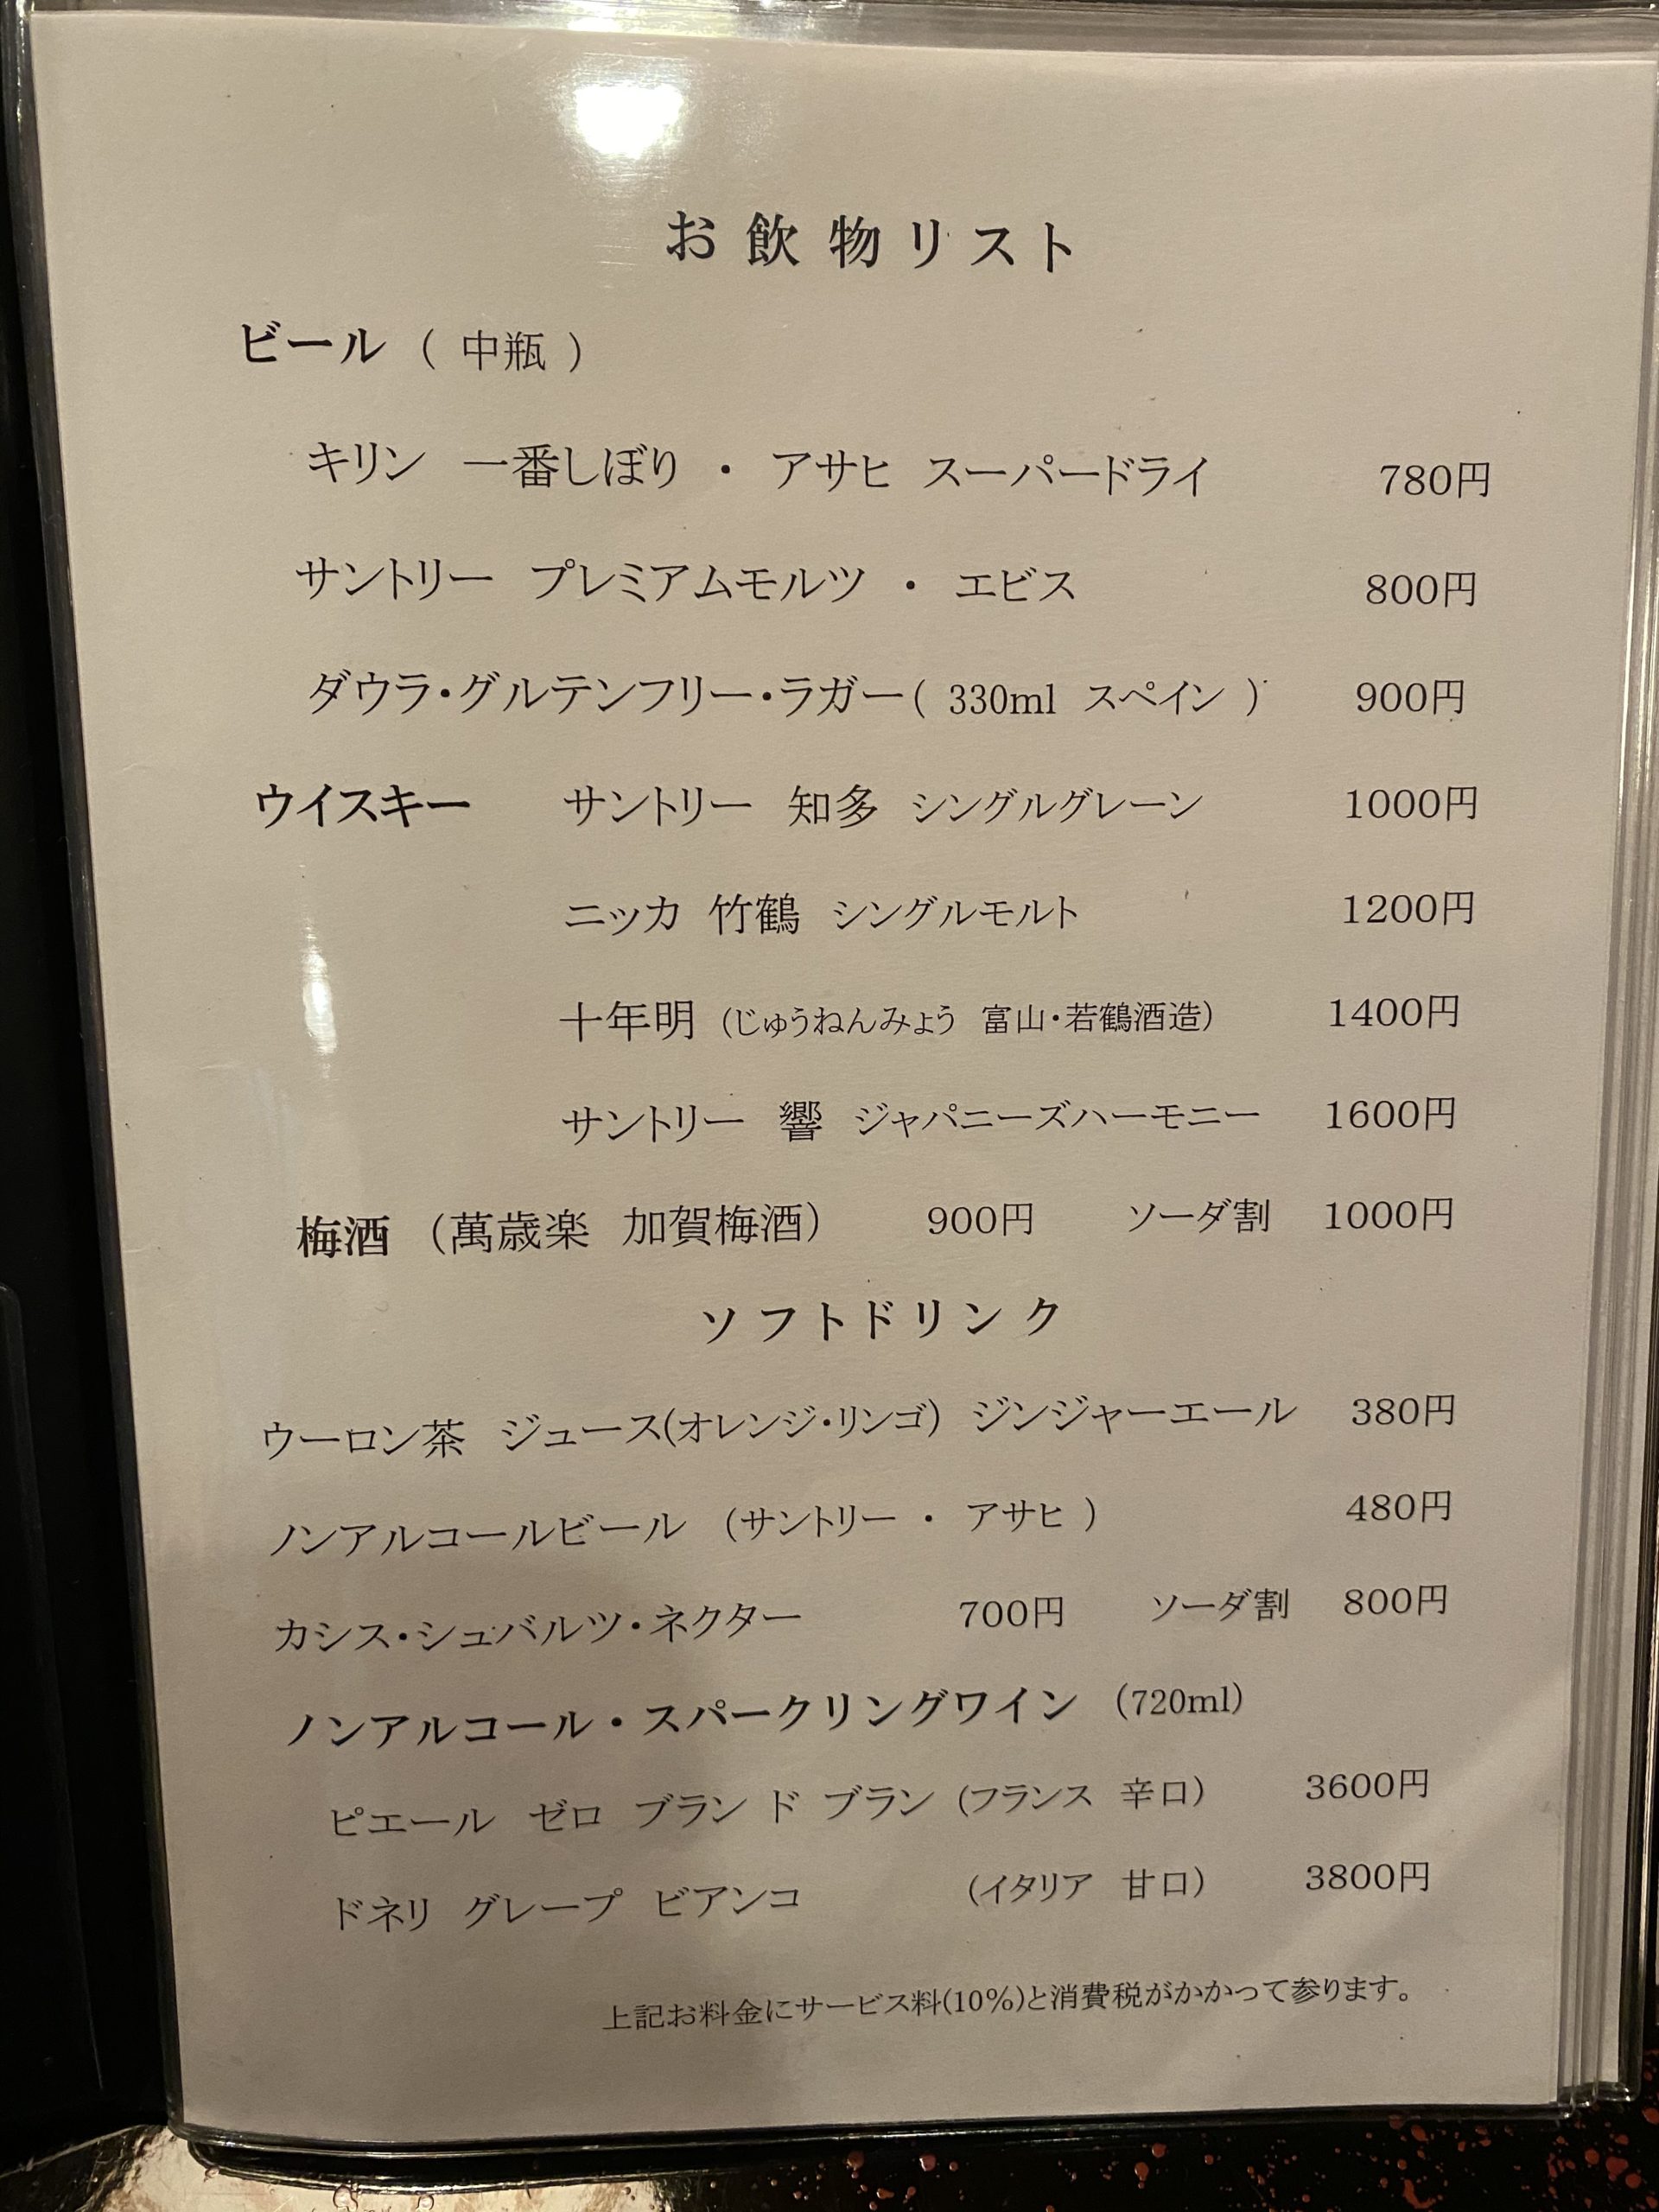 お飲物リスト
ビール ( 中瓶 )
キリン 一番しぼり ・ アサヒ スーパードライ 780円
サントリー プレミアムモルツ ・ エビス 800円
ダウラ・グルテンフリー・ラガー( 330ml スペイン ) 900円
ウイスキー サントリー 知多 シングルグレーン 1000円
ニッカ 竹鶴 シングルモルト 1200円
十年明 (じゅうねんみょう 富山・若鶴酒造) 1400円
サントリー 響 ジャパニーズハーモニー 1600円
梅酒 (萬歳楽 加賀梅酒) 900円 ソーダ割 1000円
ソフトドリンク
ウーロン茶 ジュース(オレンジ・リンゴ) ジンジャーエール 380円
ノンアルコールビール (サントリー ・ アサヒ ) 480円
カシス・シュバルツ・ネクター 700円 ソーダ割 800円
ノンアルコール・スパークリングワイン (720ml)
ピエール ゼロ ブラン ド ブラン (フランス 辛口) 3600円
ドネリ グレープ ビアンコ (イタリア 甘口) 3800円
上記お料金にサービス料(10%)と消費税がかかって参ります。